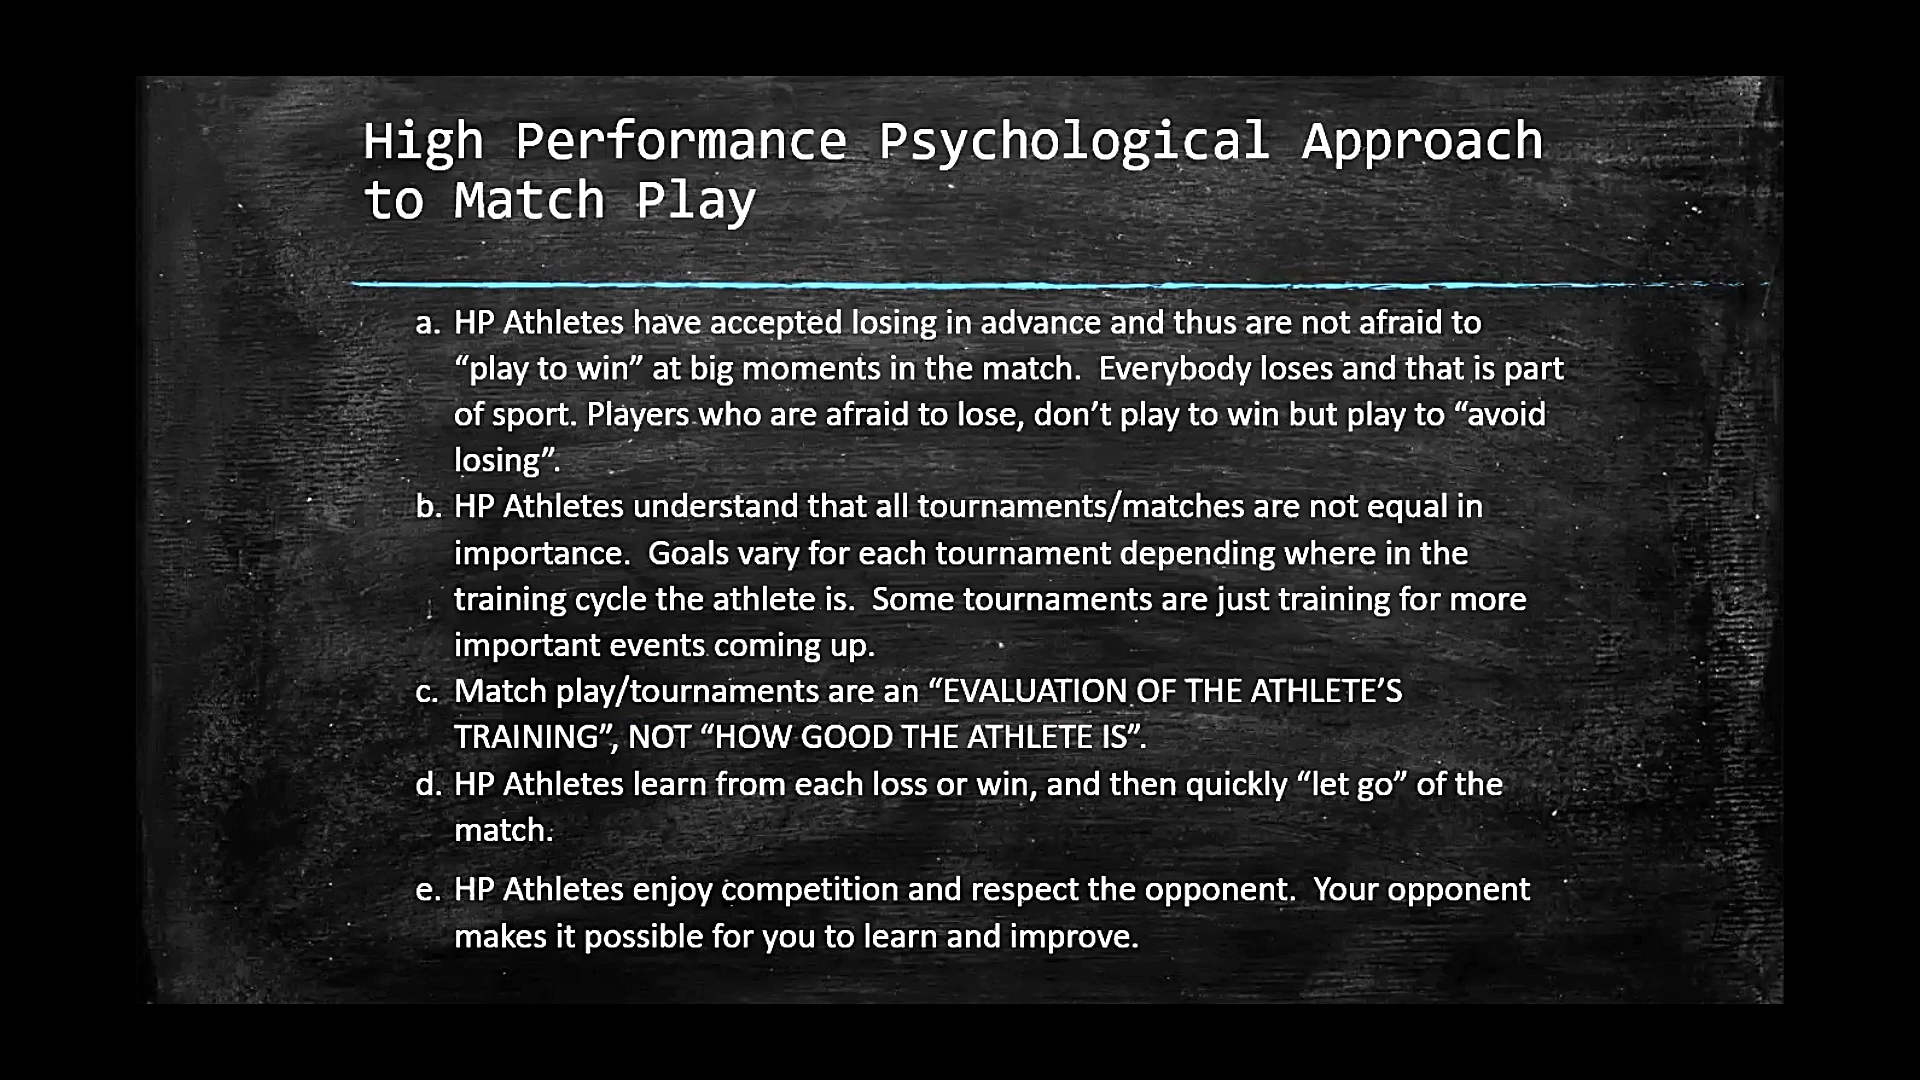 High Performance Psychological Approach
to Match Play
a. HP Athletes have accepted losing in advance and thus are not afraid to
“play to win” at big moments in the match.  Everybody loses and that is part
of sport. Players who are afraid to lose, don’t play to win but play to “avoid
losing”.
b. HP Athletes understand that all tournaments/matches are not equal in
importance.  Goals vary for each tournament depending where in the
training cycle the athlete is.  Some tournaments are just training for more
important events coming up.
c. Match play/tournaments are an “EVALUATION OF THE ATHLETE’S
TRAINING”, NOT “HOW GOOD THE ATHLETE IS”.
d. HP Athletes learn from each loss or win, and then quickly “let go” of the
match.
e. HP Athletes enjoy competition and respect the opponent.  Your opponent
makes it possible for you to learn and improve.